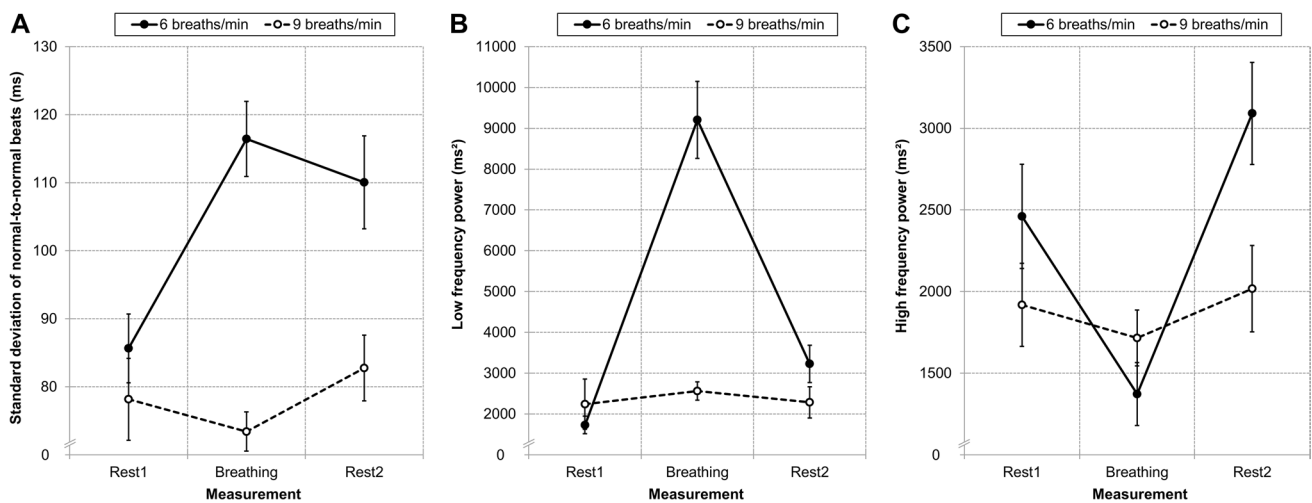 A
6 breaths/min 9 breaths/min
Standard deviation of normal-to-normal beats (ms)
130
120
110
100
90
80
0
Rest1 Breathing Rest2
Measurement
B
6 breaths/min 9 breaths/min
Low frequency power (ms²)
11000
10000
9000
8000
7000
6000
5000
4000
3000
2000
0
Rest1 Breathing Rest2
Measurement
C
6 breaths/min 9 breaths/min
High frequency power (ms²)
3500
3000
2500
2000
1500
0
Rest1 Breathing Rest2
Measurement